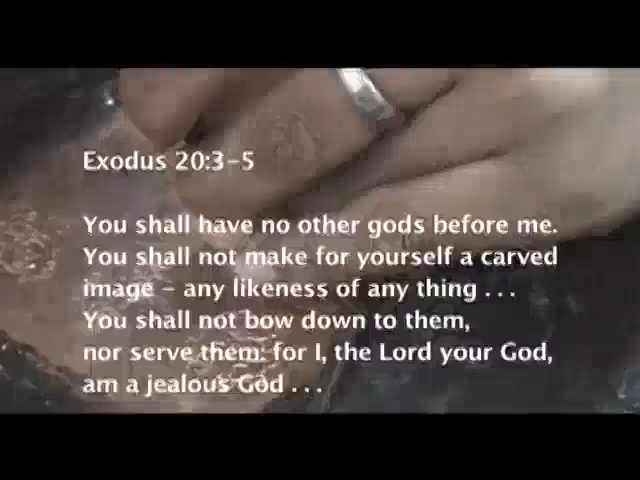 Exodus 20:3-5
You shall have no other gods before me.
You shall not make for yourself a carved
image - any likeness of any thing . . .
You shall not bow down to them,
nor serve them: for I, the Lord your God,
am a jealous God . . .